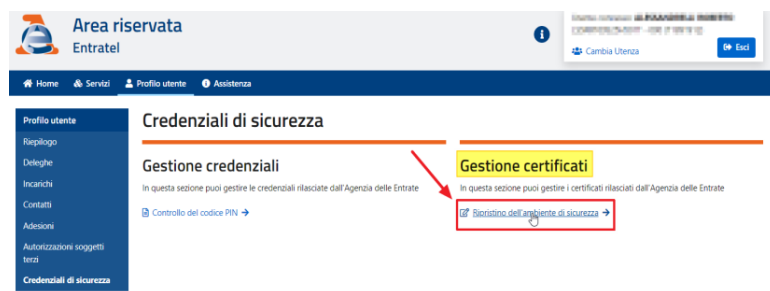 Area riservata
Entratel
Cambia Utenza
Esci
Home Servizi Profilo utente Assistenza
Profilo utente
Riepilogo
Deleghe
Incarichi
Contatti
Adesioni
Autorizzazioni soggetti
terzi
Credenziali di sicurezza
Credenziali di sicurezza
Gestione credenziali
In questa sezione puoi gestire le credenziali rilasciate dall'Agenzia delle Entrate
Controllo del codice PIN
Gestione certificati
In questa sezione puoi gestire i certificati rilasciati dall'Agenzia delle Entrate
Ripristino dell'ambiente di sicurezza